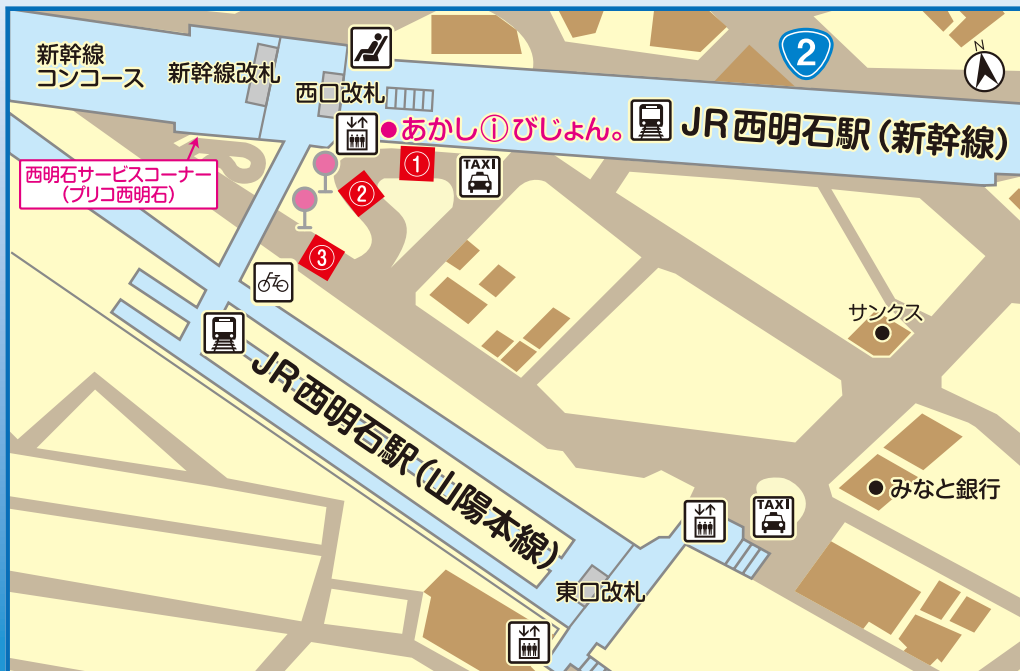 新幹線
コンコース
新幹線改札
西口改札
2
N
あかしⓘびじょん。
JR西明石駅(新幹線)
西明石サービスコーナー
(プリコ西明石)
①
TAXI
②
③
サンクス
JR西明石駅(山陽本線)
みなと銀行
TAXI
東口改札